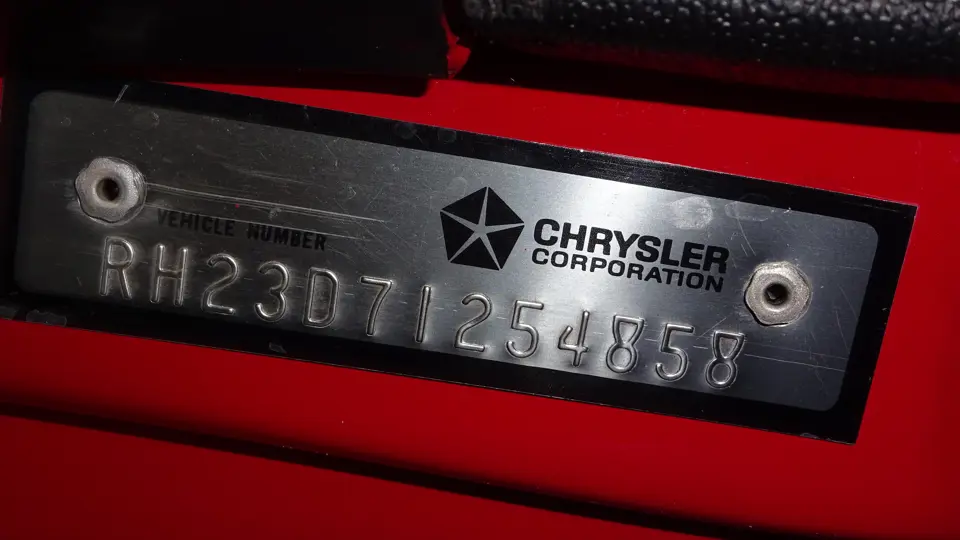 VEHICLE NUMBER
CHRYSLER
CORPORATION
RH23D71254858